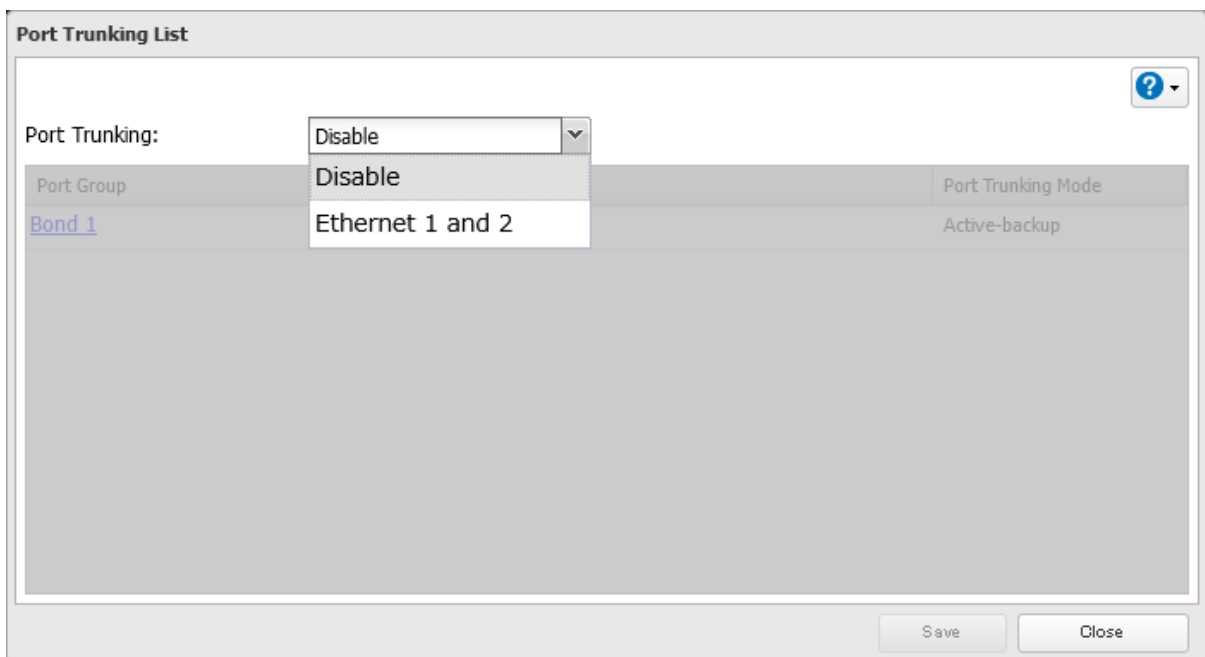 Port Trunking List
Port Trunking: Disable
Disable
Ethernet 1 and 2
Port Group Port Trunking Mode
Bond 1 Active-backup
Save Close